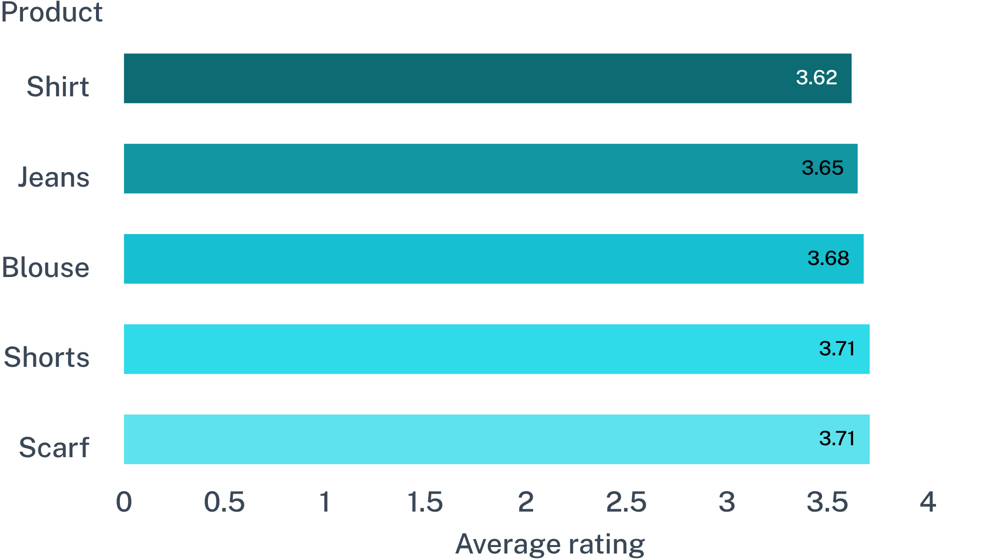 Product
Shirt 3.62
Jeans 3.65
Blouse 3.68
Shorts 3.71
Scarf 3.71
0 0.5 1 1.5 2 2.5 3 3.5 4
Average rating